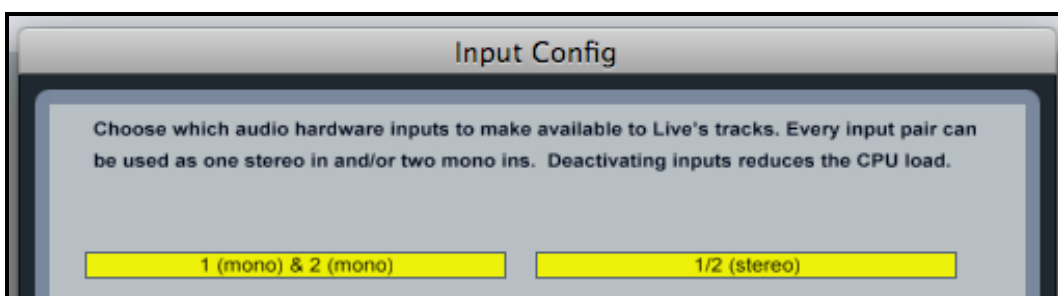 Input Config
Choose which audio hardware inputs to make available to Live's tracks. Every input pair can
be used as one stereo in and/or two mono ins.  Deactivating inputs reduces the CPU load.
1 (mono) & 2 (mono)
1/2 (stereo)